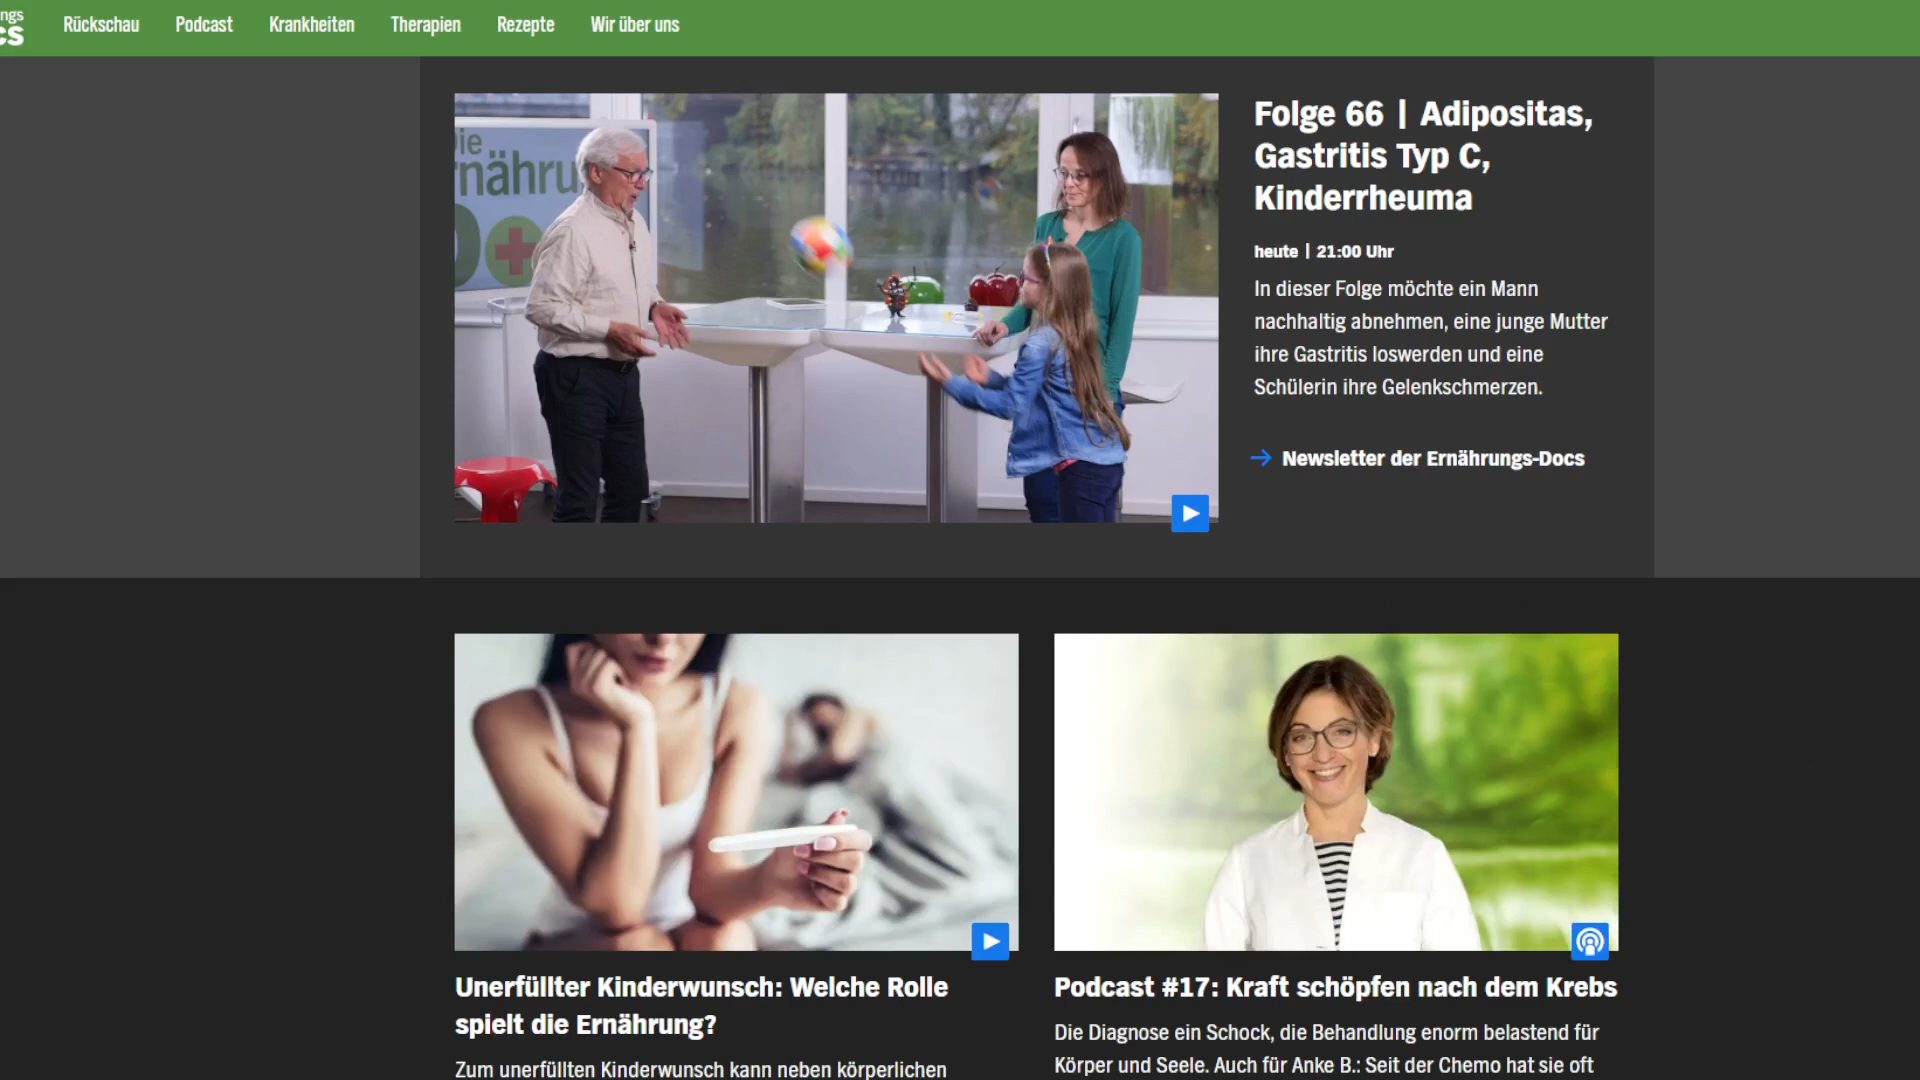 ngs
cs
Rückschau Podcast Krankheiten Therapien Rezepte Wir über uns
Die
rnähru
Folge 66 | Adipositas,
Gastritis Typ C,
Kinderrheuma
heute | 21:00 Uhr
In dieser Folge möchte ein Mann
nachhaltig abnehmen, eine junge Mutter
ihre Gastritis loswerden und eine
Schülerin ihre Gelenkschmerzen.
Newsletter der Ernährungs-Docs
Unerfüllter Kinderwunsch: Welche Rolle
spielt die Ernährung?
Zum unerfüllten Kinderwunsch kann neben körperlichen
Podcast #17: Kraft schöpfen nach dem Krebs
Die Diagnose ein Schock, die Behandlung enorm belastend für
Körper und Seele. Auch für Anke B.: Seit der Chemo hat sie oft